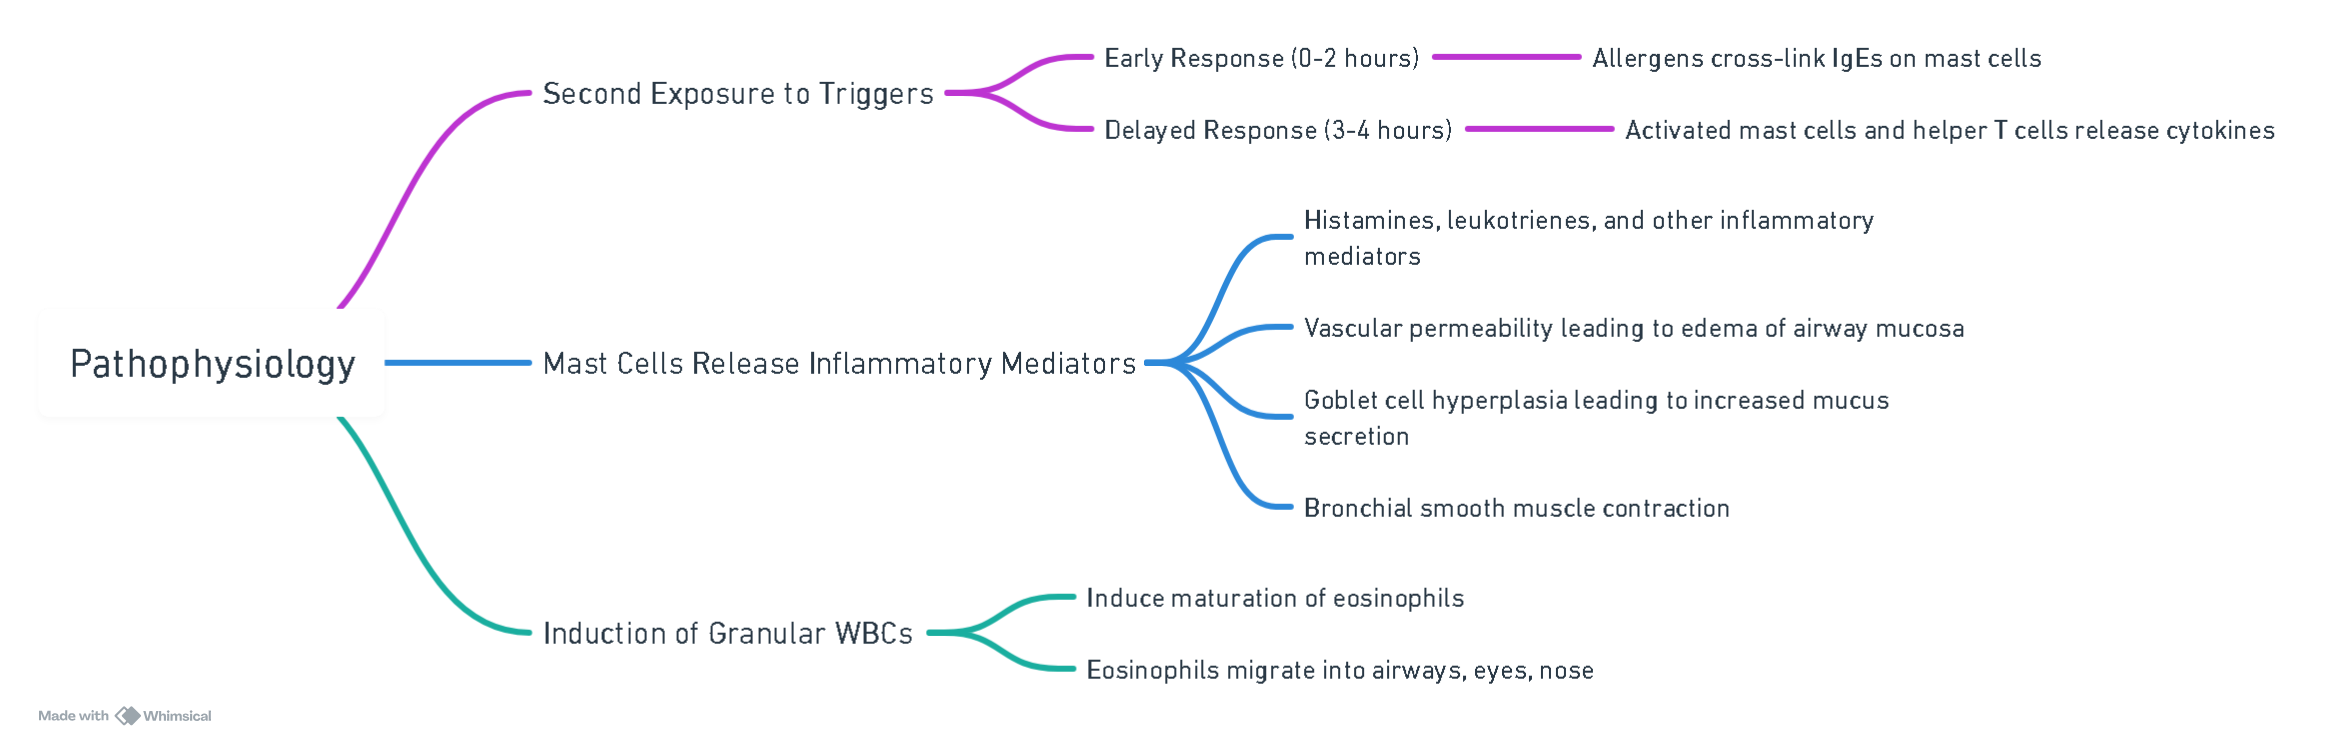 Early Response (0-2 hours)
Allergens cross-link IgEs on mast cells
Second Exposure to Triggers
Delayed Response (3-4 hours)
Activated mast cells and helper T cells release cytokines
Histamines, leukotrienes, and other inflammatory
mediators
Vascular permeability leading to edema of airway mucosa
Pathophysiology
Mast Cells Release Inflammatory Mediators
Goblet cell hyperplasia leading to increased mucus
secretion
Bronchial smooth muscle contraction
Induce maturation of eosinophils
Induction of Granular WBCs
Eosinophils migrate into airways, eyes, nose
Made with Whimsical